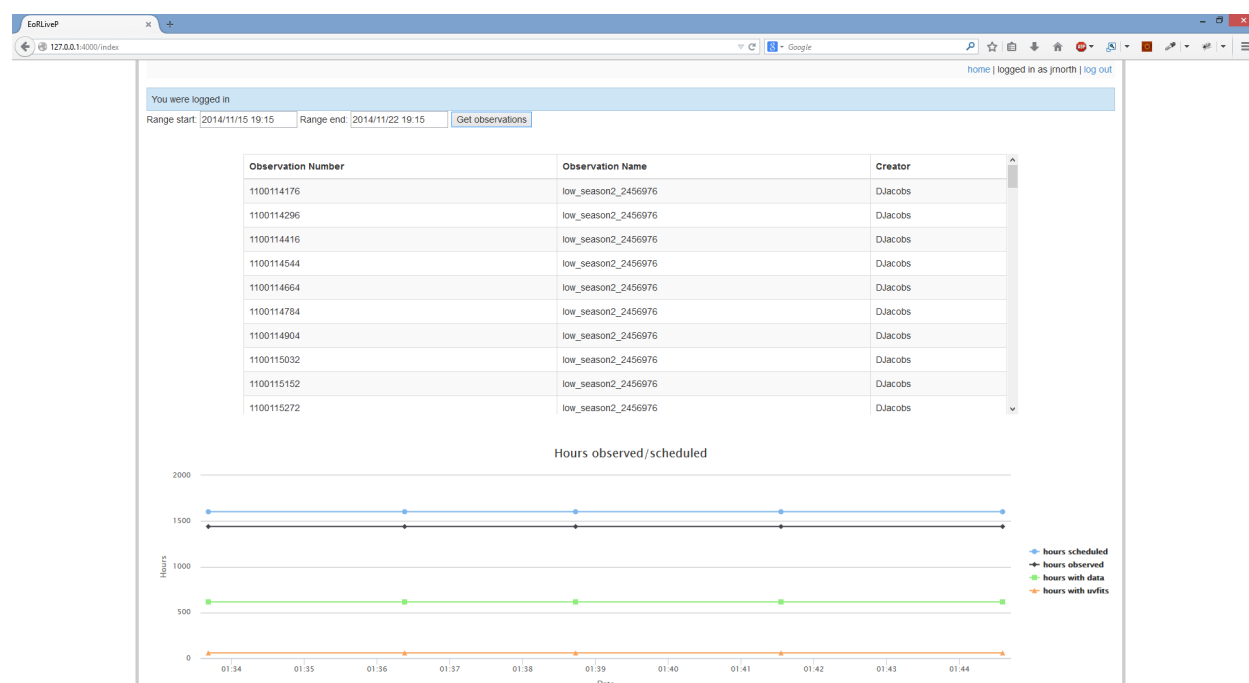 EoRLiveP
127.0.0.1:4000/index
Google
home | logged in as jrnorth | log out
You were logged in
Range start: 2014/11/15 19:15 Range end: 2014/11/22 19:15 Get observations
Observation Number Observation Name Creator
1100114176 low_season2_2456976 DJacobs
1100114296 low_season2_2456976 DJacobs
1100114416 low_season2_2456976 DJacobs
1100114544 low_season2_2456976 DJacobs
1100114664 low_season2_2456976 DJacobs
1100114784 low_season2_2456976 DJacobs
1100114904 low_season2_2456976 DJacobs
1100115032 low_season2_2456976 DJacobs
1100115152 low_season2_2456976 DJacobs
1100115272 low_season2_2456976 DJacobs
Hours observed/scheduled
2000
1500
1000
500
0
Hours
hours scheduled
hours observed
hours with data
hours with uvfits
01:34 01:35 01:36 01:37 01:38 01:39 01:40 01:41 01:42 01:43 01:44